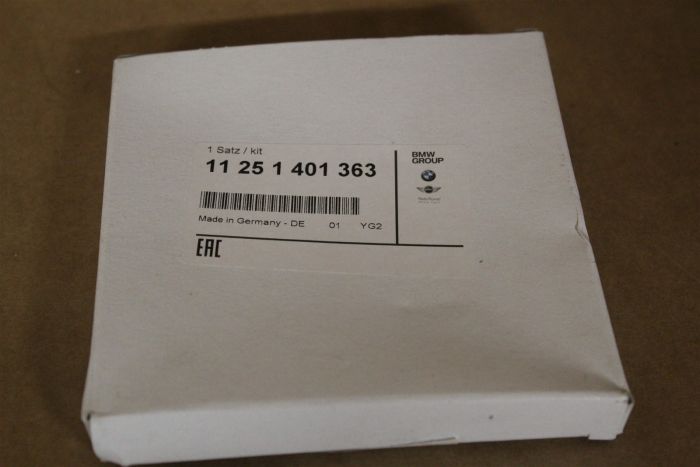 1 Satz / kit
11 25 1 401 363
Made in Germany - DE 01 YG2
EAC
BMW
GROUP